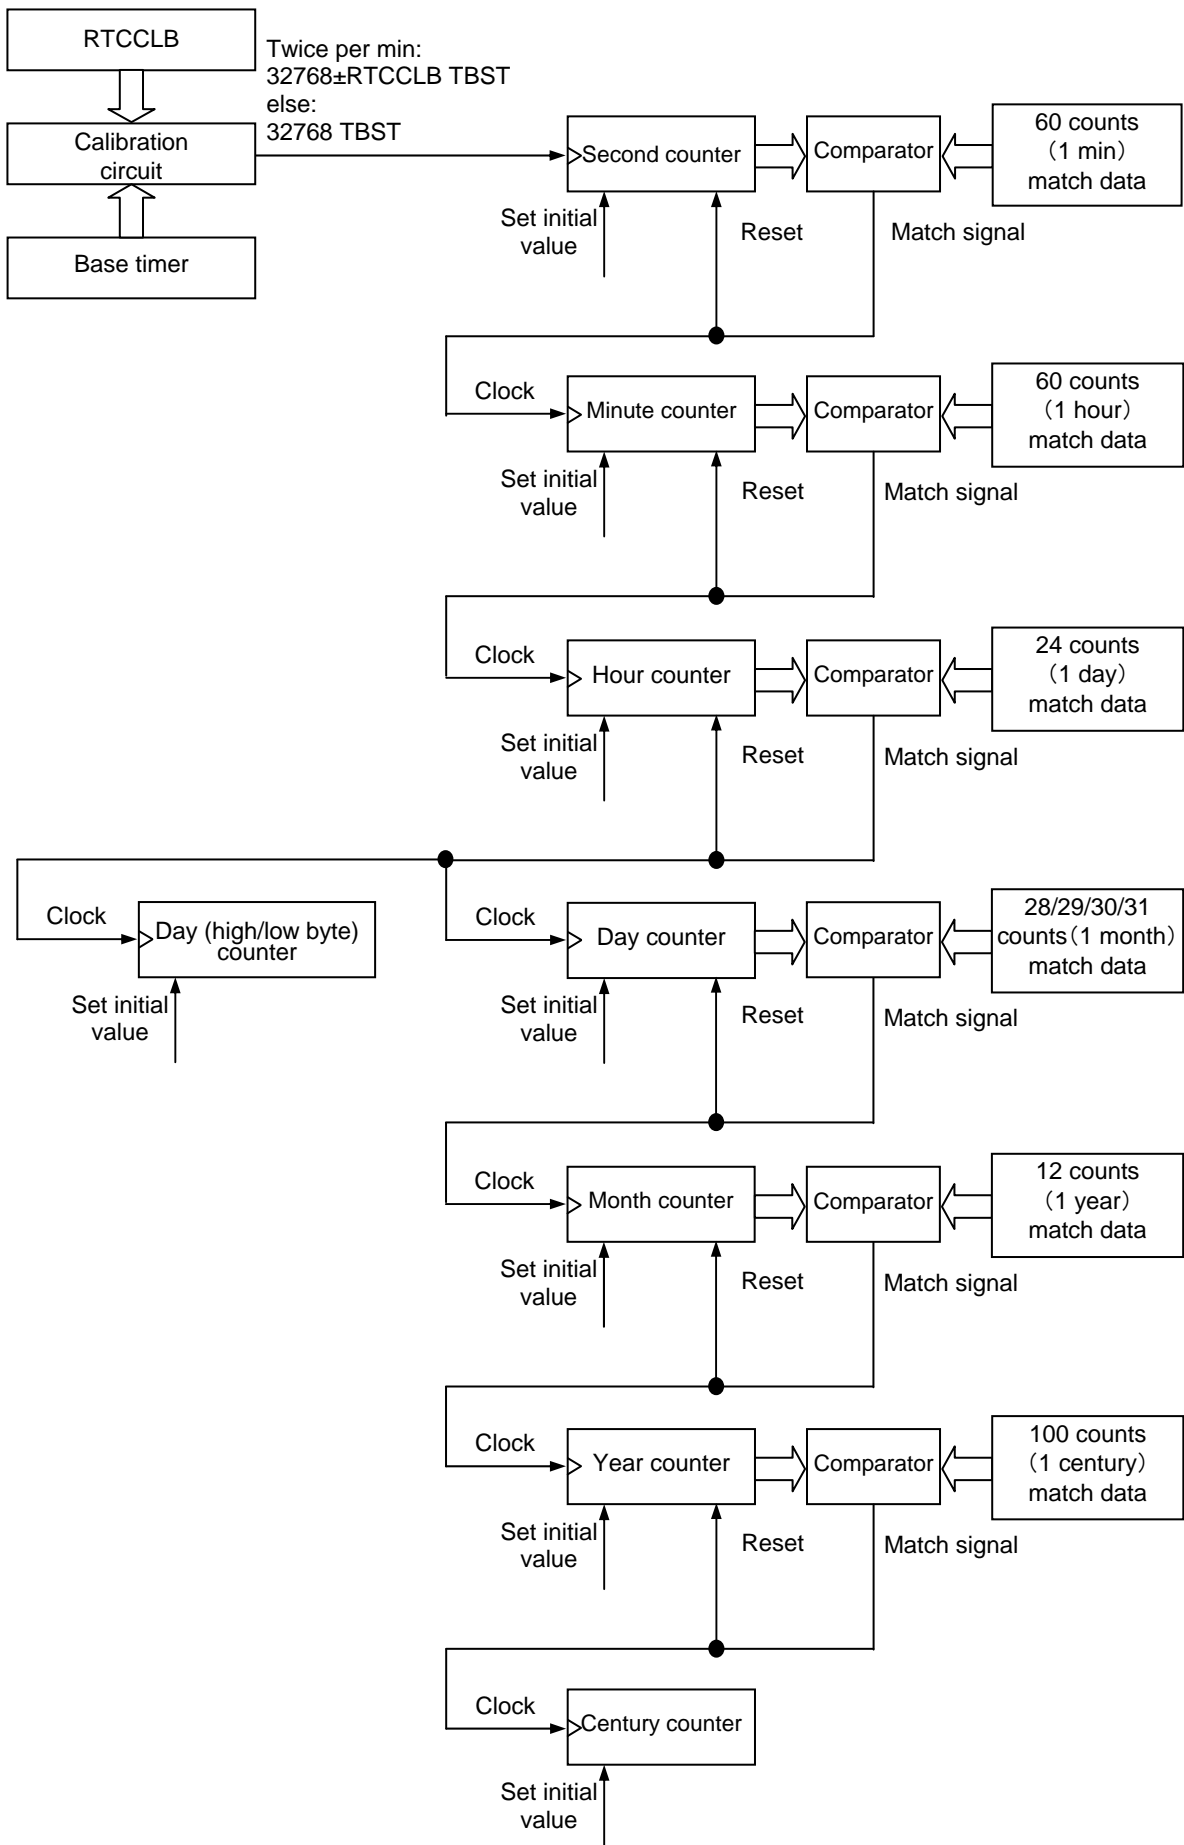 RTCCLB
Twice per min:
32768±RTCCLB TBST
else:
32768 TBST
Calibration
circuit
Base timer
Second counter
Comparator
60 counts
（1 min）
match data
Set initial
value
Reset
Match signal
Clock
Minute counter
Comparator
60 counts
（1 hour）
match data
Set initial
value
Reset
Match signal
Clock
Hour counter
Comparator
24 counts
（1 day）
match data
Set initial
value
Reset
Match signal
Clock
Day (high/low byte)
counter
Set initial
value
Clock
Day counter
Comparator
28/29/30/31
counts（1 month）
match data
Set initial
value
Reset
Match signal
Clock
Month counter
Comparator
12 counts
（1 year）
match data
Set initial
value
Reset
Match signal
Clock
Year counter
Comparator
100 counts
（1 century）
match data
Set initial
value
Reset
Match signal
Clock
Century counter
Set initial
value